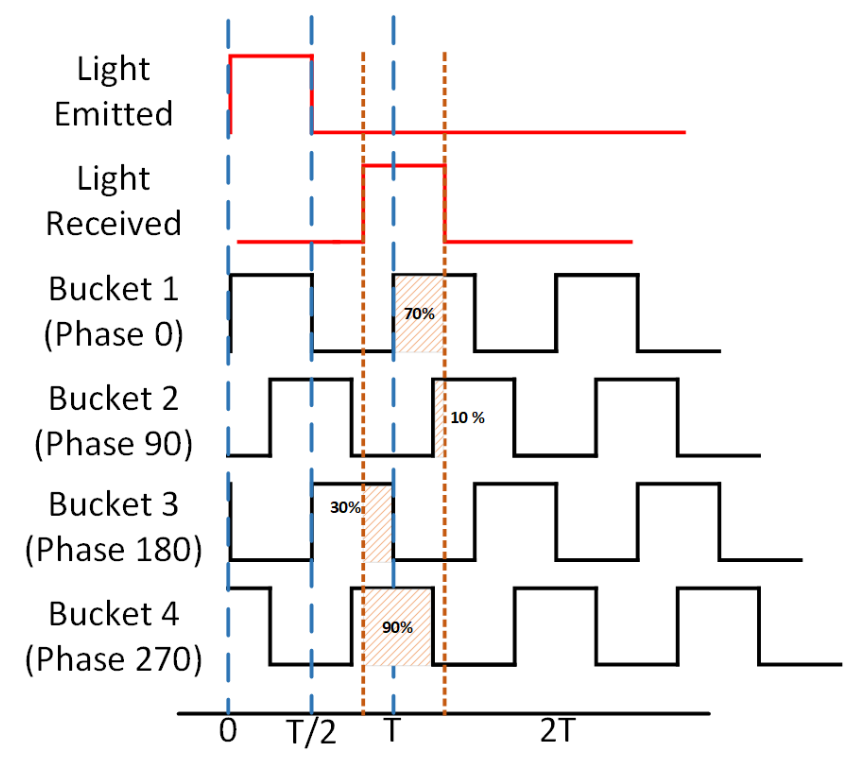 Light
Emitted
Light
Received
Bucket 1
(Phase 0)
70%
Bucket 2
(Phase 90)
10 %
Bucket 3
(Phase 180)
30%
Bucket 4
(Phase 270)
90%
0 T/2 T 2T